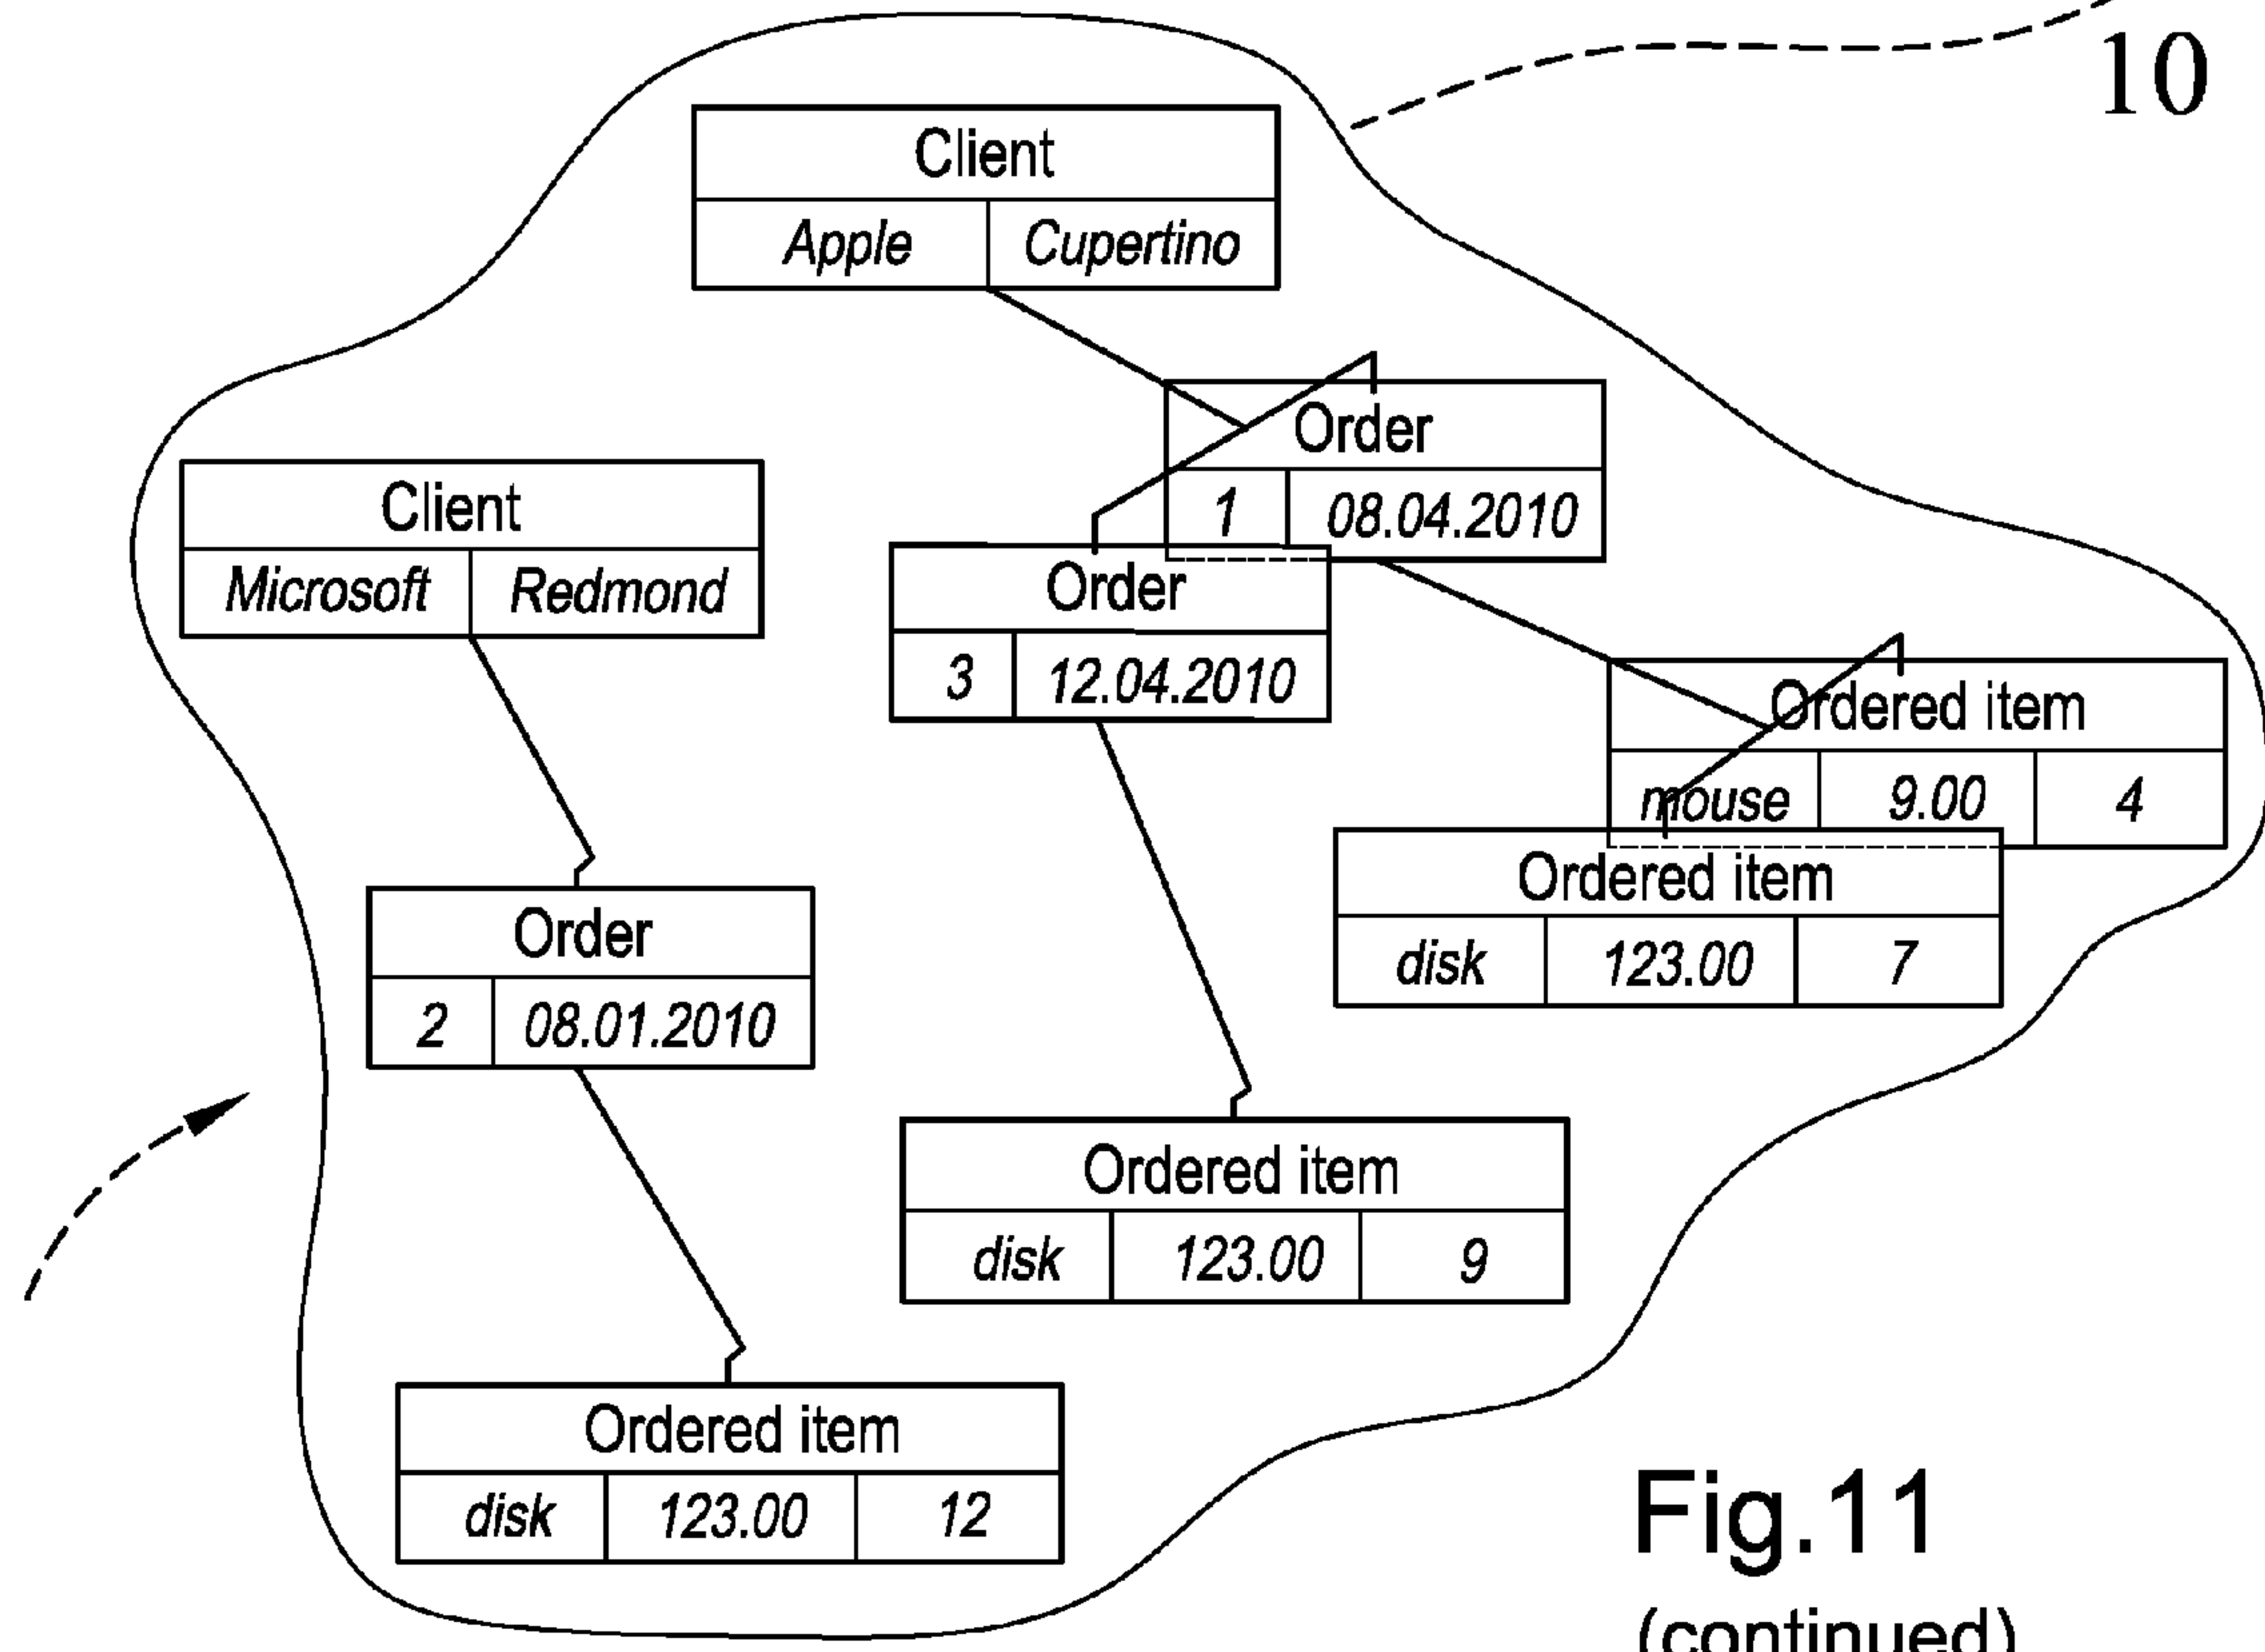 10
Client
Apple Cupertino
Order
1 08.04.2010
Client
Microsoft Redmond
Order
3 12.04.2010
Ordered item
mouse 9.00 4
Ordered item
disk 123.00 7
Order
2 08.01.2010
Ordered item
disk 123.00 9
Ordered item
disk 123.00 12
Fig.11
(continued)